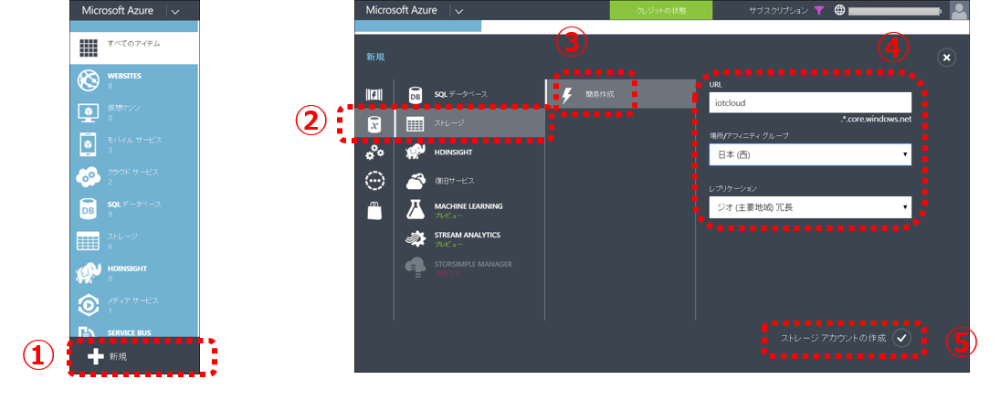 Microsoft Azure
すべてのアイテム
WEBSITES
8
仮想マシン
0
モバイル サービス
3
クラウド サービス
2
SQL データベース
9
ストレージ
6
HDINSIGHT
0
メディア サービス
1
SERVICE BUS
①
新規
Microsoft Azure
クレジットの状態
サブスクリプション
新規
②
SQL データベース
ストレージ
HDINSIGHT
復旧サービス
MACHINE LEARNING
プレビュー
STREAM ANALYTICS
プレビュー
STORSIMPLE MANAGER
③
簡易作成
④
URL
iotcloud
.*.core.windows.net
場所/アフィニティ グループ
日本 (西)
レプリケーション
ジオ (主要地域) 冗長
ストレージ アカウントの作成
⑤